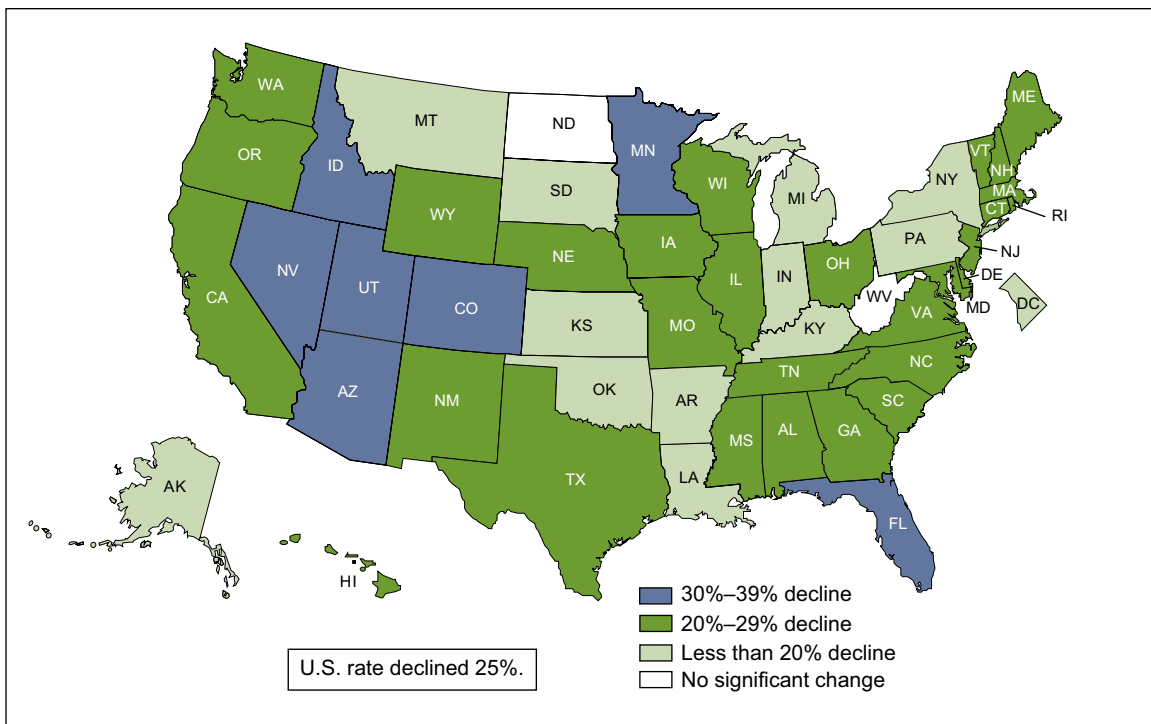 WA
ME
MT
ND
VT
MN
OR
NH
ID
WI
NY
MA
SD
MI
CT
RI
WY
PA
IA
NJ
NE
OH
DE
NV
IN
IL
UT
WV
DC
CA
CO
MD
VA
KS
MO
KY
NC
TN
AZ
OK
NM
AR
SC
MS
AL
GA
LA
TX
AK
FL
HI
30%–39% decline
20%–29% decline
Less than 20% decline
No significant change
U.S. rate declined 25%.